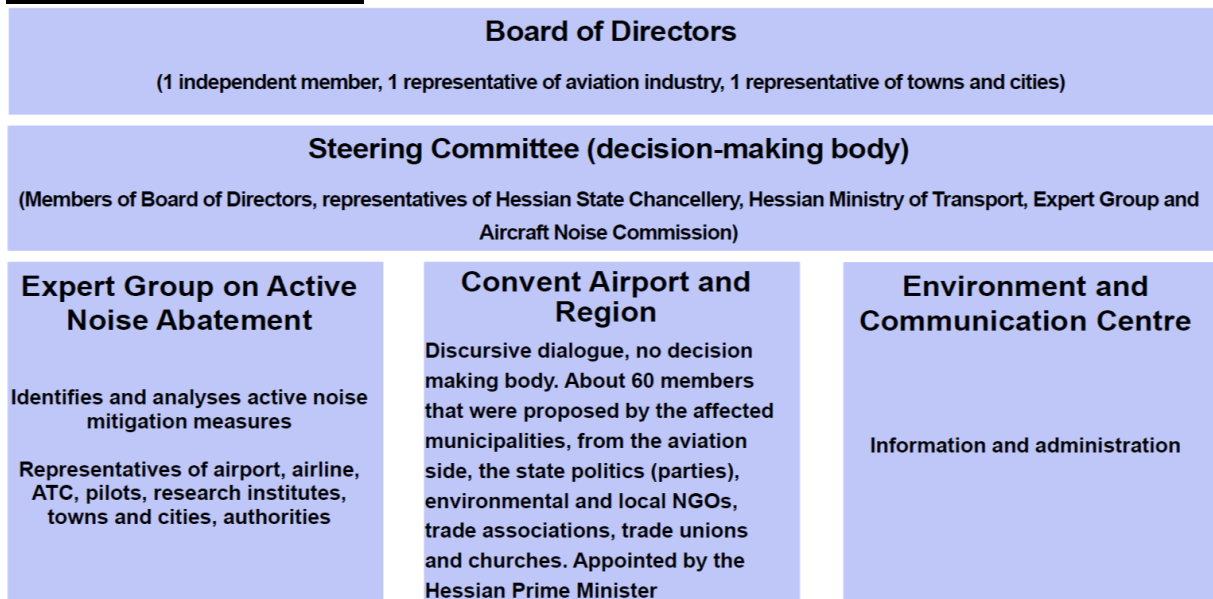 Board of Directors
(1 independent member, 1 representative of aviation industry, 1 representative of towns and cities)
Steering Committee (decision-making body)
(Members of Board of Directors, representatives of Hessian State Chancellery, Hessian Ministry of Transport, Expert Group and
Aircraft Noise Commission)
Expert Group on Active
Noise Abatement
Identifies and analyses active noise
mitigation measures
Representatives of airport, airline,
ATC, pilots, research institutes,
towns and cities, authorities
Convent Airport and
Region
Discursive dialogue, no decision
making body. About 60 members
that were proposed by the affected
municipalities, from the aviation
side, the state politics (parties),
environmental and local NGOs,
trade associations, trade unions
and churches. Appointed by the
Hessian Prime Minister
Environment and
Communication Centre
Information and administration